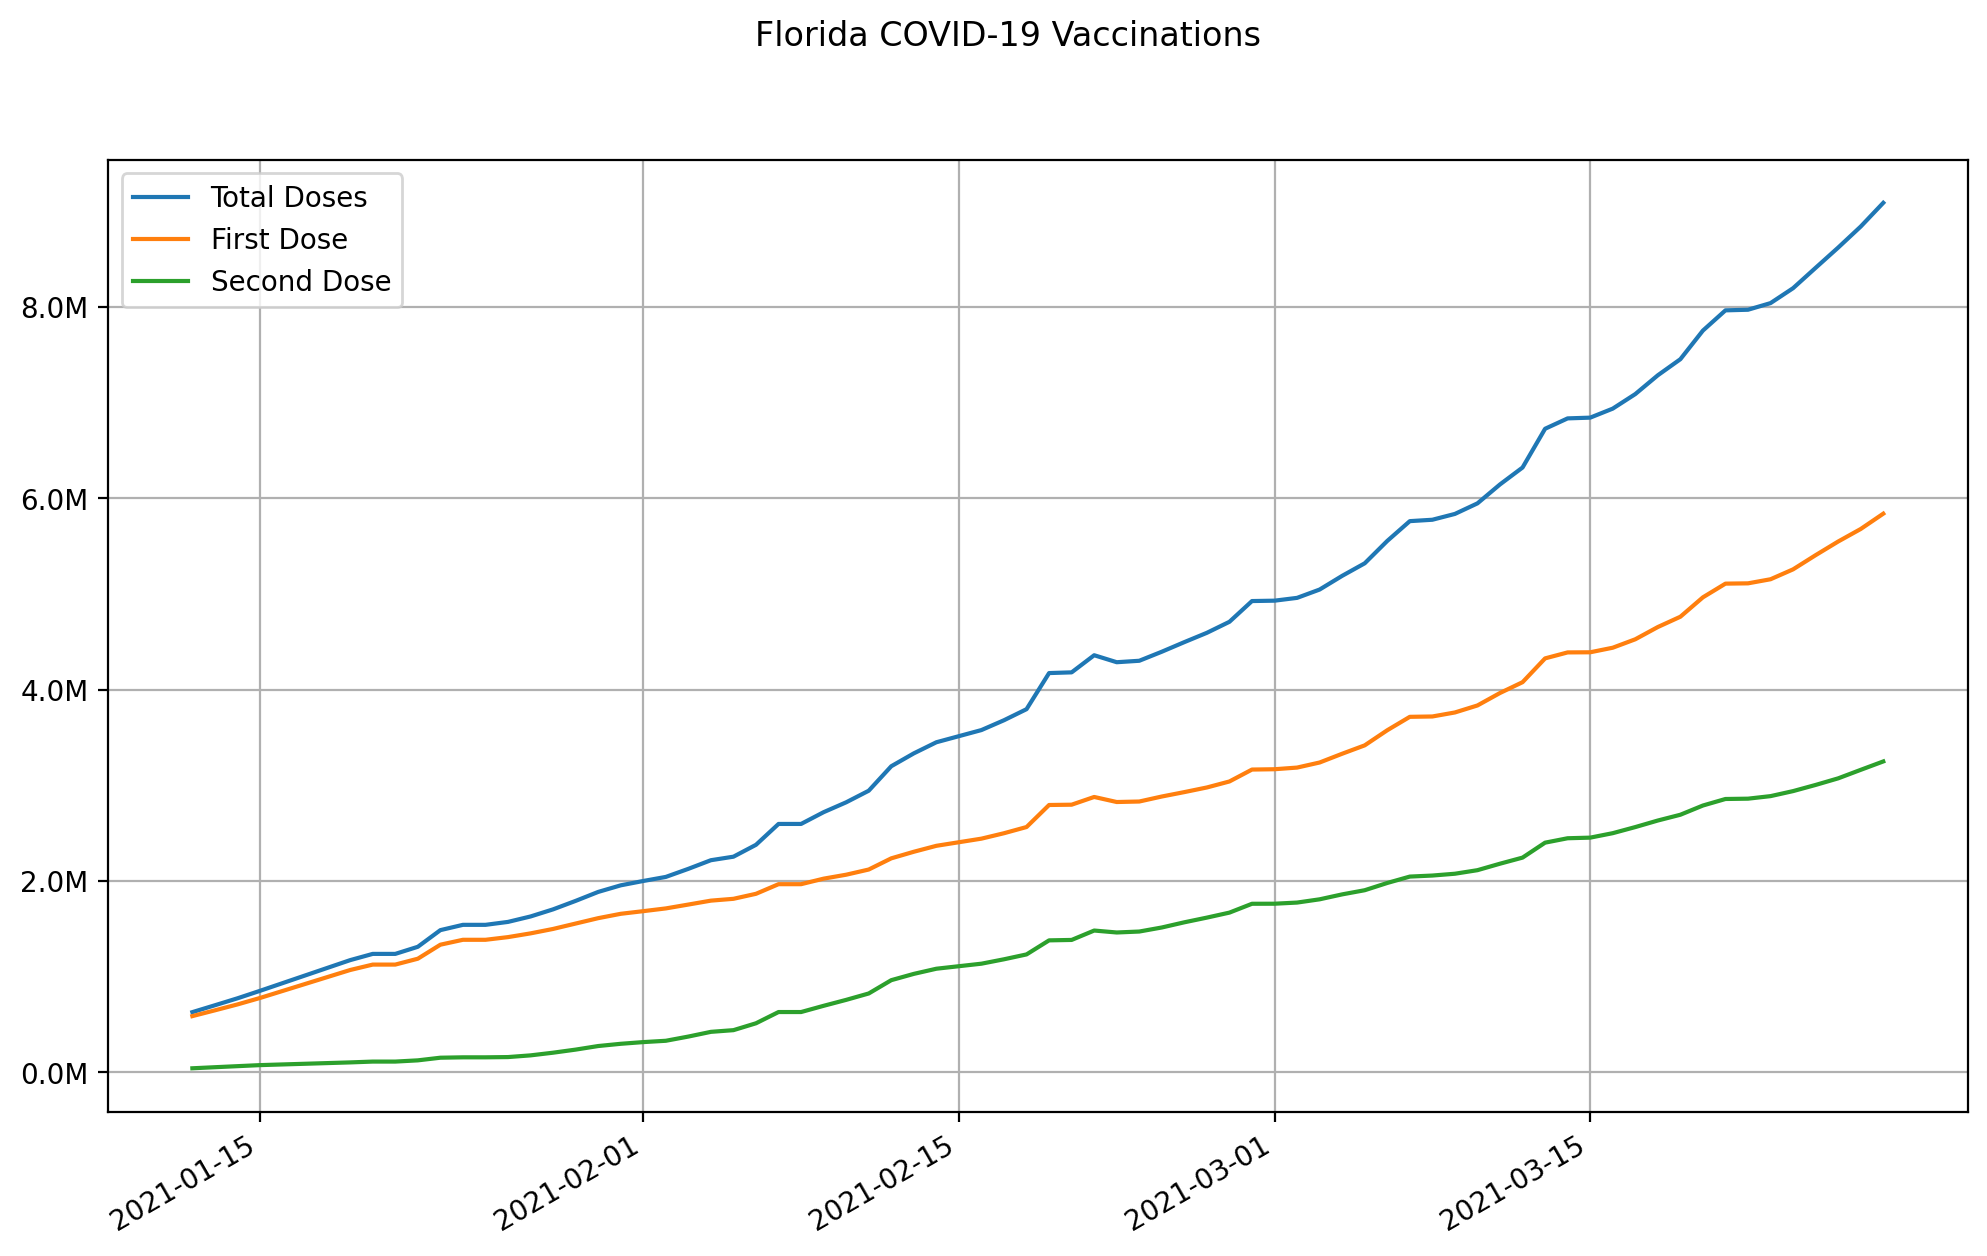 Florida COVID-19 Vaccinations
Total Doses
First Dose
Second Dose
8.0M
6.0M
4.0M
2.0M
0.0M
2021-01-15
2021-02-01
2021-02-15
2021-03-01
2021-03-15